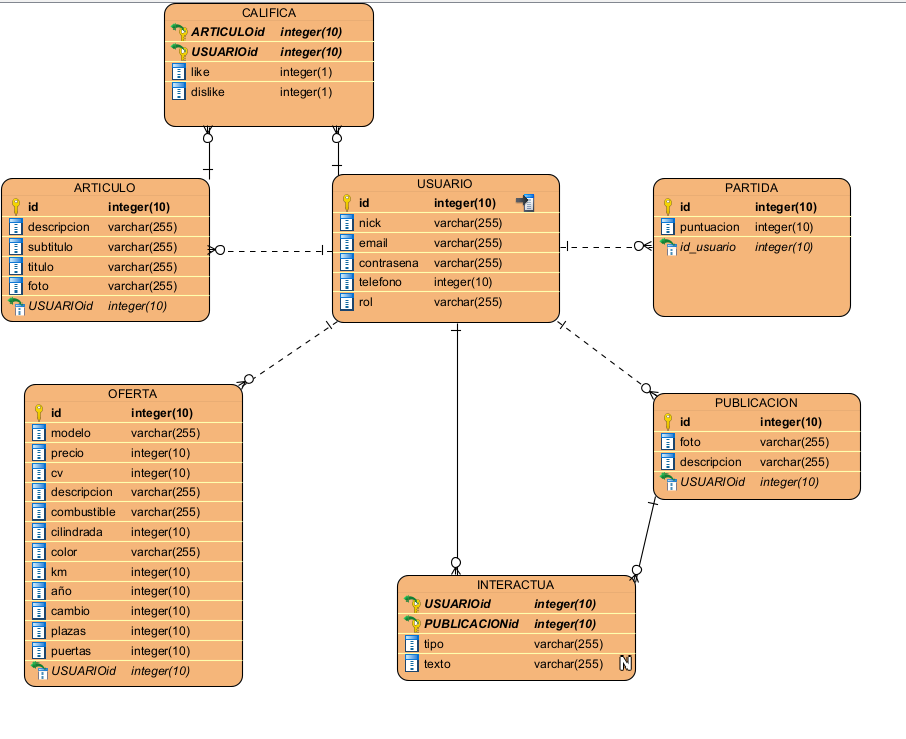 CALIFICA
ARTICULOid integer(10)
USUARIOid integer(10)
like integer(1)
dislike integer(1)
ARTICULO
id integer(10)
descripcion varchar(255)
subtitulo varchar(255)
titulo varchar(255)
foto varchar(255)
USUARIOid integer(10)
USUARIO
id integer(10)
nick varchar(255)
email varchar(255)
contrasena varchar(255)
telefono integer(10)
rol varchar(255)
PARTIDA
id integer(10)
puntuacion integer(10)
id_usuario integer(10)
OFERTA
id integer(10)
modelo varchar(255)
precio integer(10)
cv integer(10)
descripcion varchar(255)
combustible varchar(255)
cilindrada integer(10)
color varchar(255)
km integer(10)
año integer(10)
cambio integer(10)
plazas integer(10)
puertas integer(10)
USUARIOid integer(10)
PUBLICACION
id integer(10)
foto varchar(255)
descripcion varchar(255)
USUARIOid integer(10)
INTERACTUA
USUARIOid integer(10)
PUBLICACIONid integer(10)
tipo varchar(255)
texto varchar(255) N